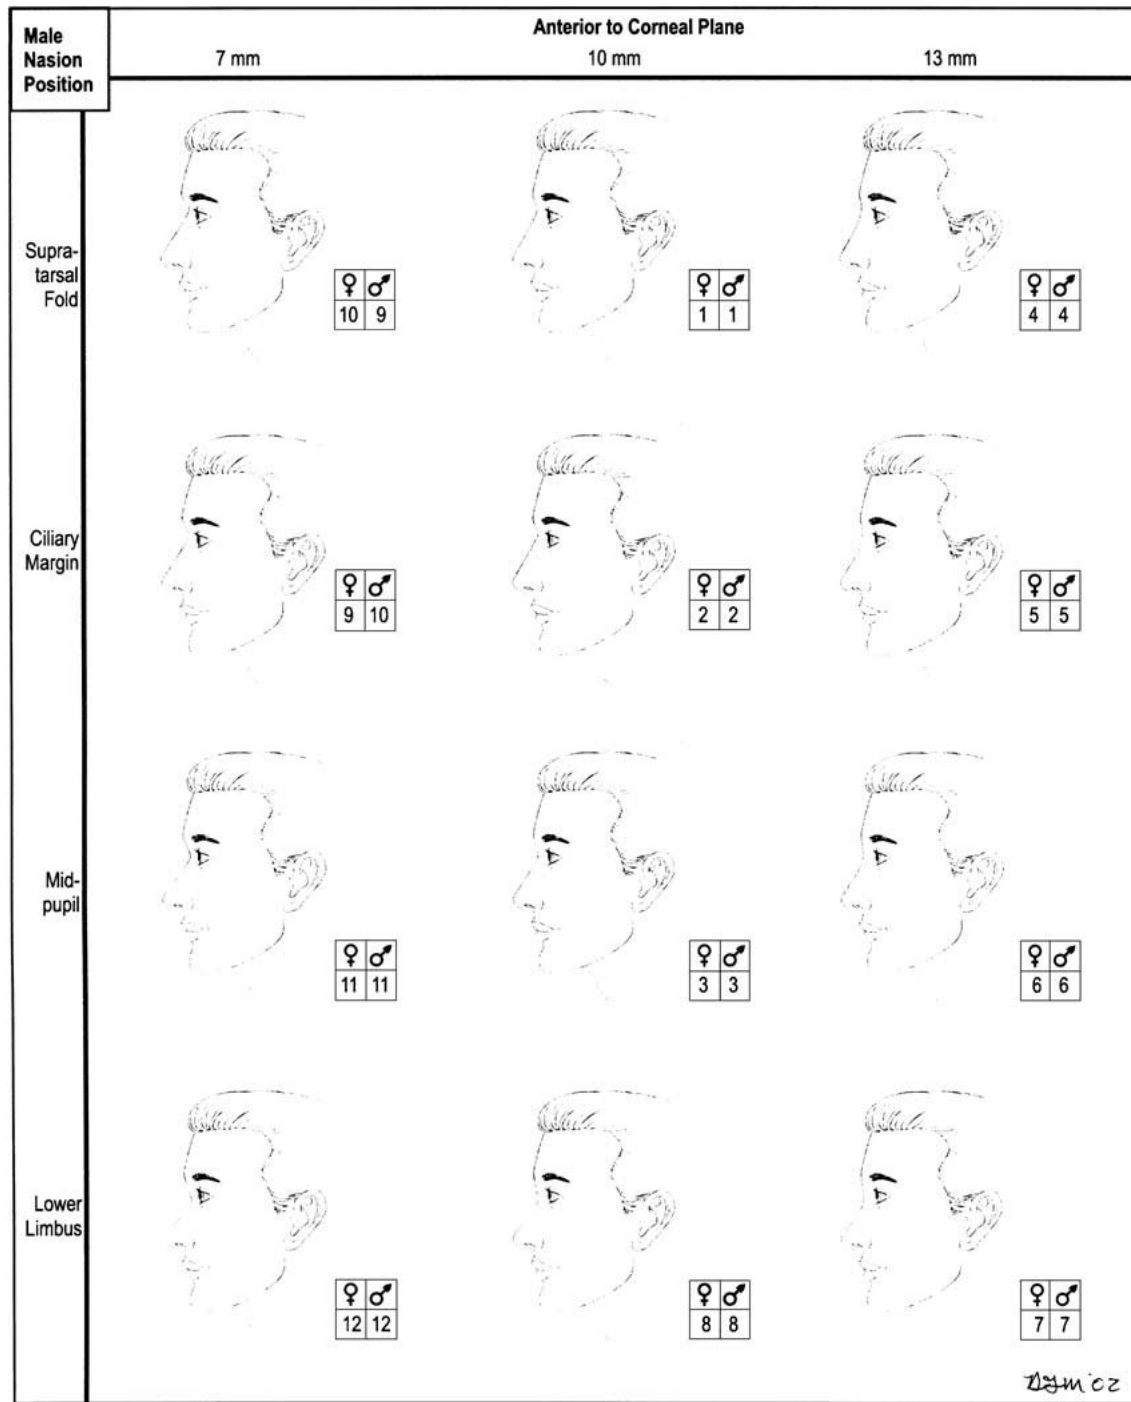 Male
Nasion
Position
Anterior to Corneal Plane
7 mm
10 mm
13 mm
Supra-
tarsal
Fold
♀ ♂
10 9
♀ ♂
1 1
♀ ♂
4 4
Ciliary
Margin
♀ ♂
9 10
♀ ♂
2 2
♀ ♂
5 5
Mid-
pupil
♀ ♂
11 11
♀ ♂
3 3
♀ ♂
6 6
Lower
Limbus
♀ ♂
12 12
♀ ♂
8 8
♀ ♂
7 7
'02